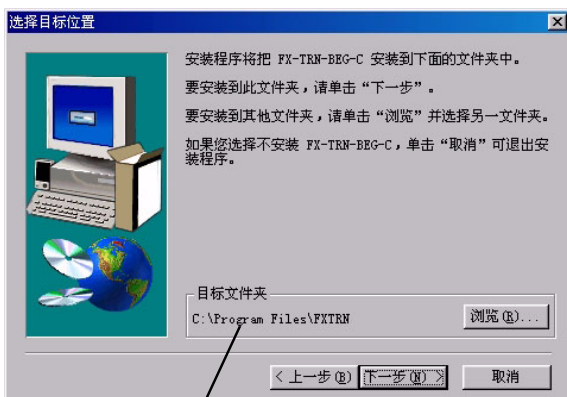 选择目标位置
安装程序将把 FX-TRN-BEG-C 安装到下面的文件夹中。
要安装到此文件夹，请单击“下一步”。
要安装到其他文件夹，请单击“浏览”并选择另一文件夹。
如果您选择不安装 FX-TRN-BEG-C，单击“取消”可退出安
装程序。
目标文件夹
C:\Program Files\FXTRN
浏览(R)...
< 上一步(B)
下一步(N) >
取消